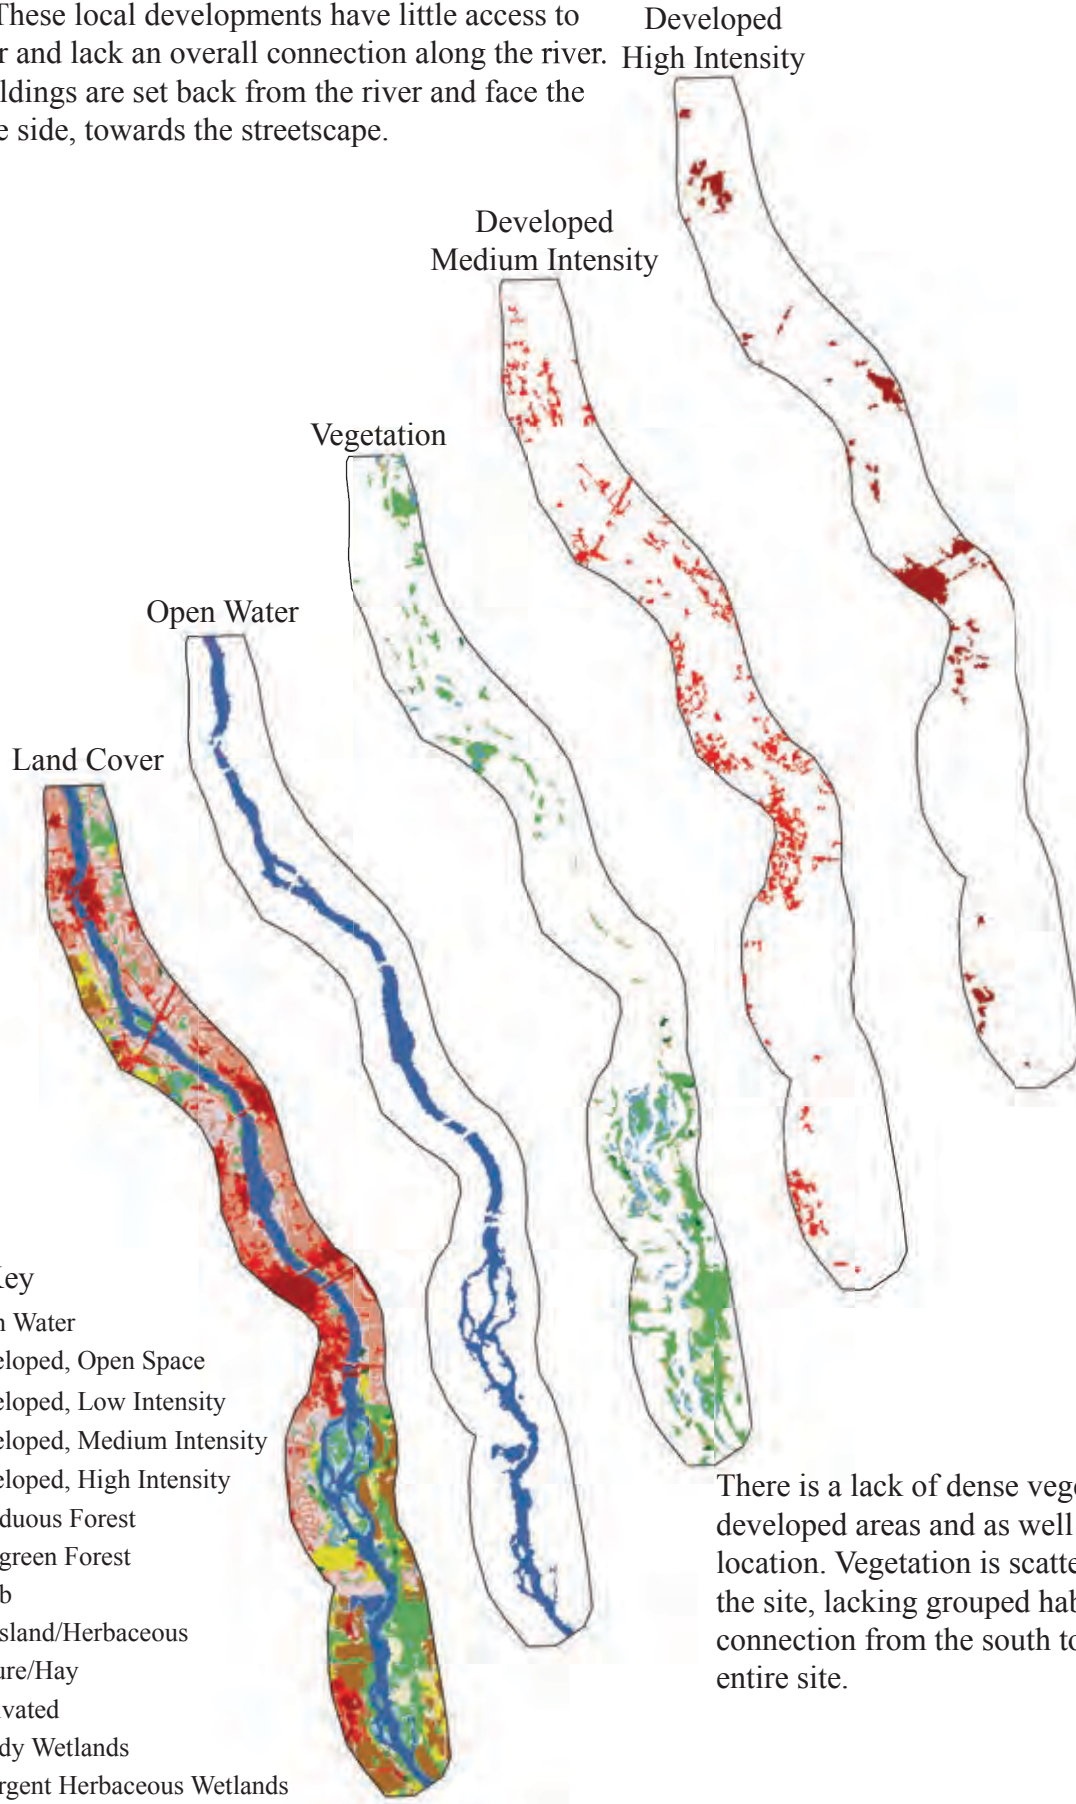 These local developments have little access to
r and lack an overall connection along the river.
ldings are set back from the river and face the
e side, towards the streetscape.
Developed
High Intensity
Developed
Medium Intensity
Vegetation
Open Water
Land Cover
Key
n Water
eloped, Open Space
eloped, Low Intensity
eloped, Medium Intensity
eloped, High Intensity
duous Forest
green Forest
b
sland/Herbaceous
ure/Hay
ivated
dy Wetlands
rgent Herbaceous Wetlands
There is a lack of dense vege
developed areas and as well
location. Vegetation is scatte
the site, lacking grouped hab
connection from the south to
entire site.